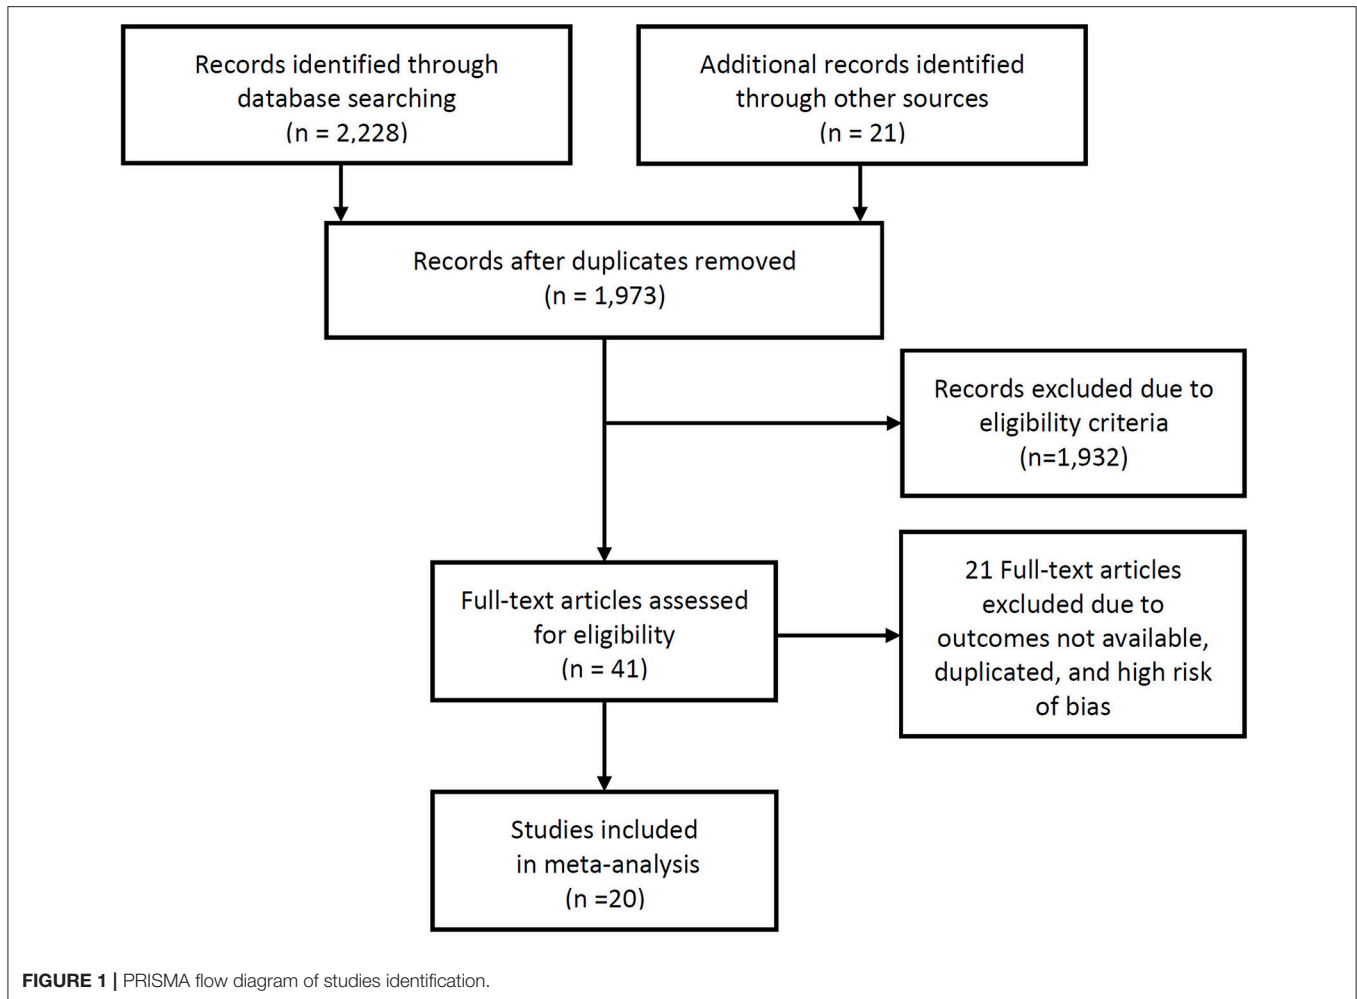 Records identified through
database searching
(n = 2,228)
Additional records identified
through other sources
(n = 21)
Records after duplicates removed
(n = 1,973)
Records excluded due to
eligibility criteria
(n=1,932)
Full-text articles assessed
for eligibility
(n = 41)
21 Full-text articles
excluded due to
outcomes not available,
duplicated, and high risk
of bias
Studies included
in meta-analysis
(n =20)
FIGURE 1 | PRISMA flow diagram of studies identification.